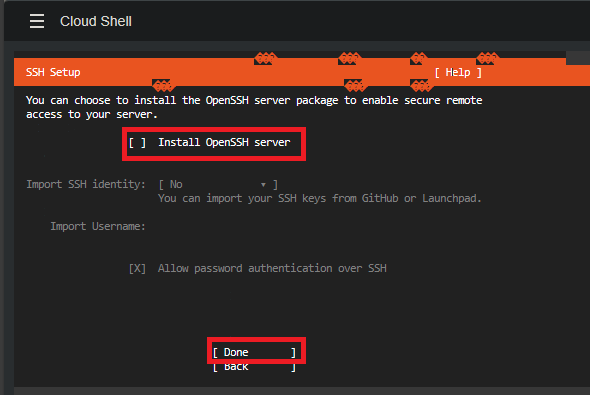 Cloud Shell
SSH Setup [ Help ]
You can choose to install the OpenSSH server package to enable secure remote
access to your server.
[ ] Install OpenSSH server
Import SSH identity: [ No ▾ ]
You can import your SSH keys from GitHub or Launchpad.
Import Username:
[X] Allow password authentication over SSH
[ Done ]
[ Back ]